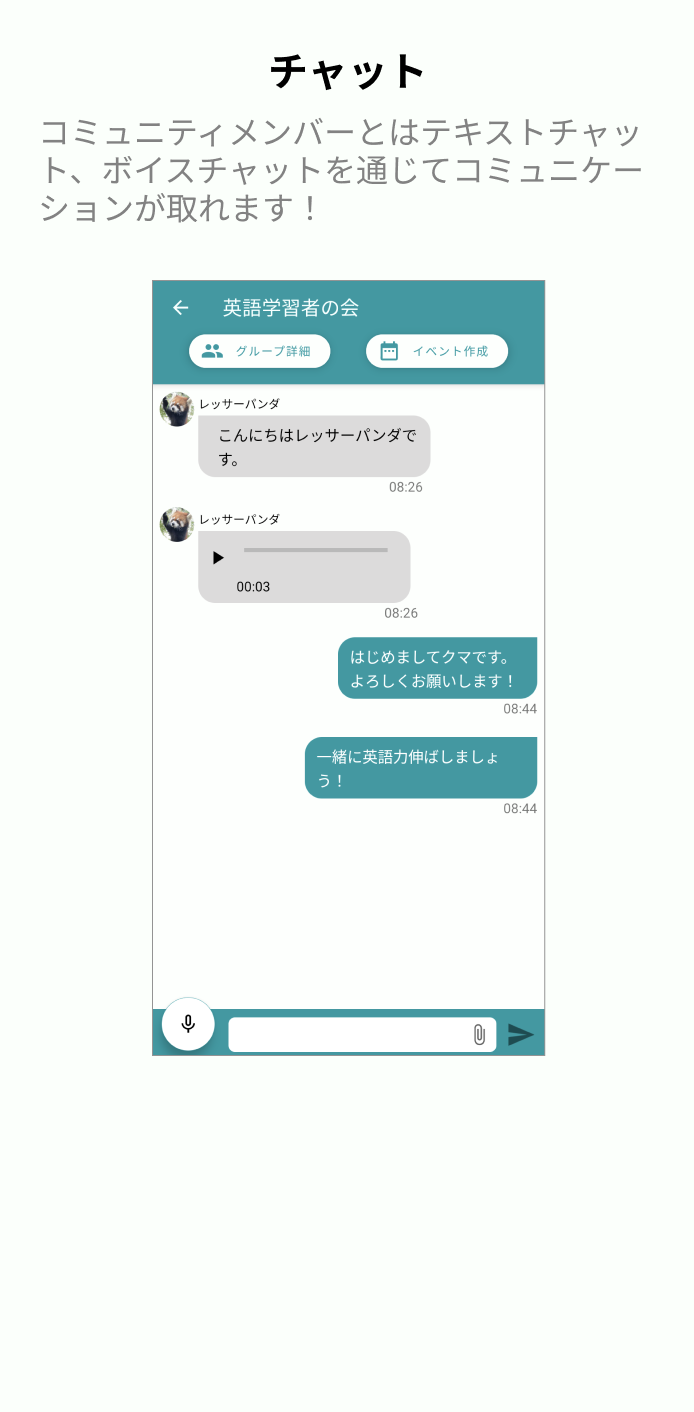 チャット
コミュニティメンバーとはテキストチャッ
ト、ボイスチャットを通じてコミュニケー
ションが取れます！
英語学習者の会
グループ詳細
イベント作成
レッサーパンダ
こんにちはレッサーパンダで
す。
08:26
レッサーパンダ
00:03
08:26
はじめましてクマです。
よろしくお願いします！
08:44
一緒に英語力伸ばしましょ
う！
08:44